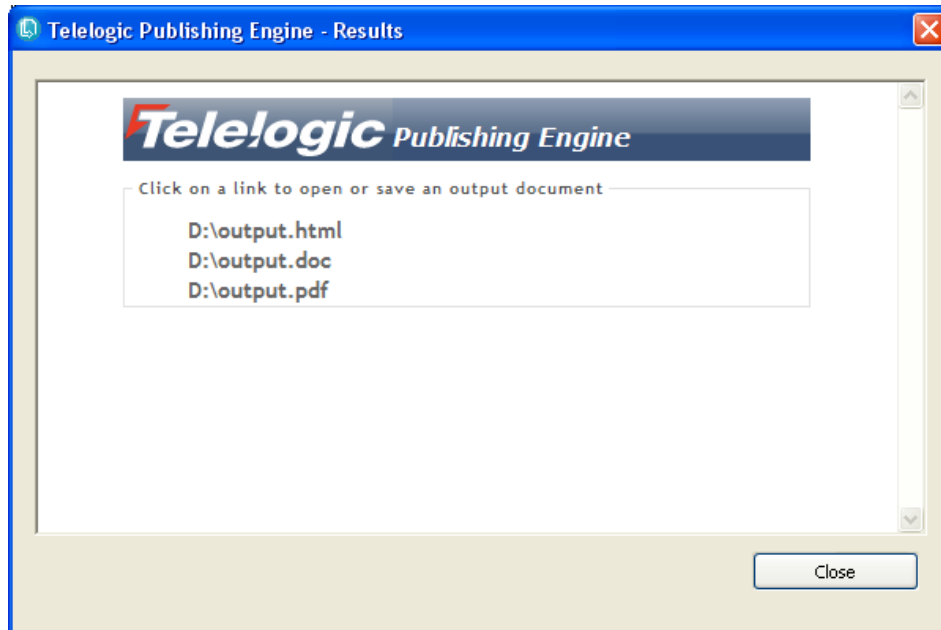 Telelogic Publishing Engine - Results
Telelogic Publishing Engine
Click on a link to open or save an output document
D:\output.html
D:\output.doc
D:\output.pdf
Close